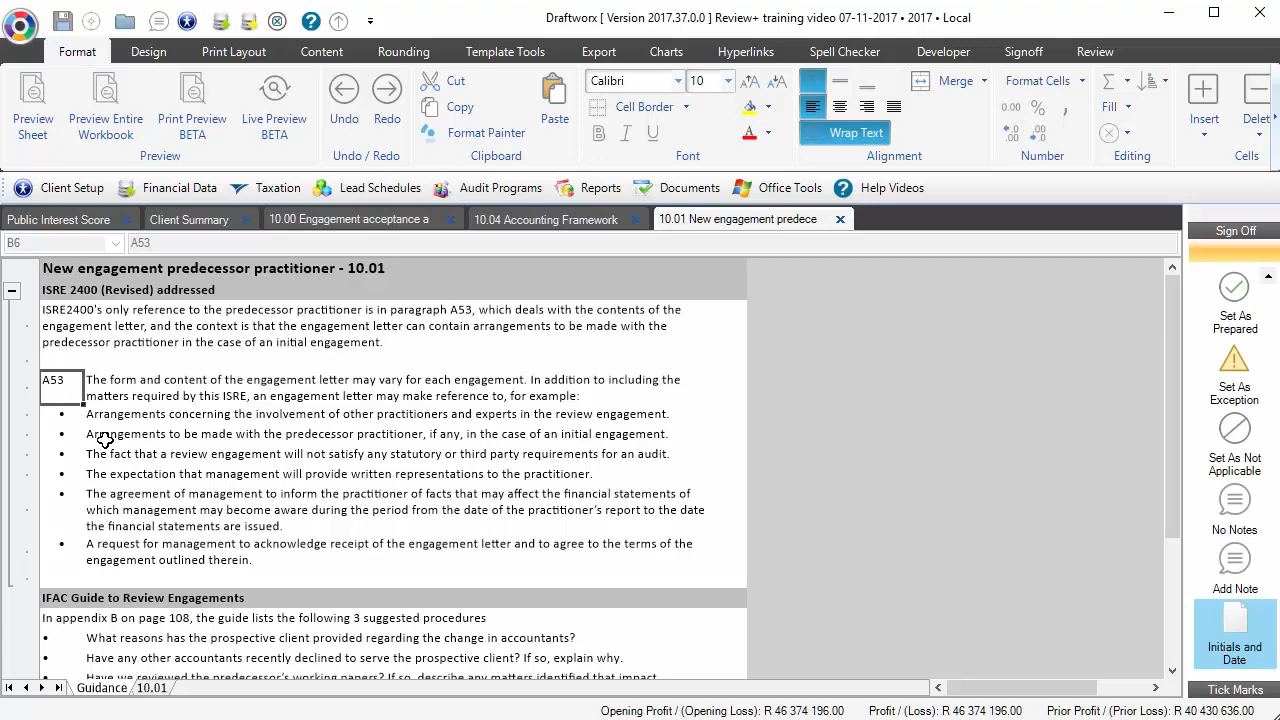 Draftworx [ Version 2017.37.0.0 ] Review+ training video 07-11-2017 • 2017 • Local
Format Design Print Layout Content Rounding Template Tools Export Charts Hyperlinks Spell Checker Developer Signoff Review
Preview Sheet
Preview Entire Workbook
Print Preview BETA
Live Preview BETA
Preview
Undo
Redo
Undo / Redo
Cut
Copy
Format Painter
Paste
Clipboard
Calibri 10
Cell Border
B I U A
Font
Merge
Wrap Text
Alignment
Format Cells
0.00 % ,
Number
Fill
Editing
Insert
Delet
Cells
Client Setup Financial Data Taxation Lead Schedules Audit Programs Reports Documents Office Tools Help Videos
Public Interest Score Client Summary 10.00 Engagement acceptance a 10.04 Accounting Framework 10.01 New engagement predece
B6 A53
New engagement predecessor practitioner - 10.01
ISRE 2400 (Revised) addressed
ISRE2400's only reference to the predecessor practitioner is in paragraph A53, which deals with the contents of the
engagement letter, and the context is that the engagement letter can contain arrangements to be made with the
predecessor practitioner in the case of an initial engagement.
A53 The form and content of the engagement letter may vary for each engagement. In addition to including the
matters required by this ISRE, an engagement letter may make reference to, for example:
• Arrangements concerning the involvement of other practitioners and experts in the review engagement.
• Arrangements to be made with the predecessor practitioner, if any, in the case of an initial engagement.
• The fact that a review engagement will not satisfy any statutory or third party requirements for an audit.
• The expectation that management will provide written representations to the practitioner.
• The agreement of management to inform the practitioner of facts that may affect the financial statements of
which management may become aware during the period from the date of the practitioner's report to the date
the financial statements are issued.
• A request for management to acknowledge receipt of the engagement letter and to agree to the terms of the
engagement outlined therein.
IFAC Guide to Review Engagements
In appendix B on page 108, the guide lists the following 3 suggested procedures
• What reasons has the prospective client provided regarding the change in accountants?
• Have any other accountants recently declined to serve the prospective client? If so, explain why.
• Have we reviewed the predecessor's working papers? If so, describe any matters identified that impact
Guidance 10.01
Sign Off
Set As Prepared
Set As Exception
Set As Not Applicable
No Notes
Add Note
Initials and Date
Tick Marks
Opening Profit / (Opening Loss): R 46 374 196.00 Profit / (Loss): R 46 374 196.00 Prior Profit / (Prior Loss): R 40 430 636.00